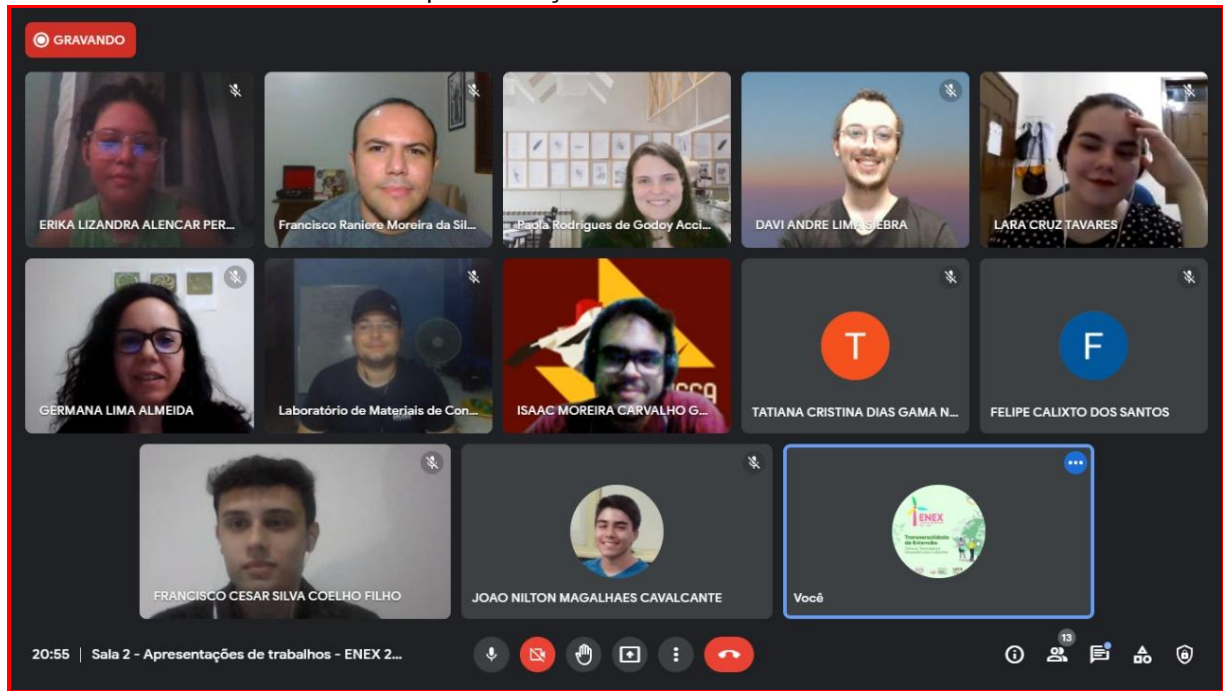 GRAVANDO
ERIKA LIZANDRA ALENCAR PER...
Francisco Raniere Moreira da Sil...
Paola Rodrigues de Godoy Acci...
DAVI ANDRE LIMA SIEBRA
LARA CRUZ TAVARES
GERMANA LIMA ALMEIDA
Laboratório de Materiais de Con...
ISAAC MOREIRA CARVALHO G...
T
TATIANA CRISTINA DIAS GAMA N...
F
FELIPE CALIXTO DOS SANTOS
FRANCISCO CESAR SILVA COELHO FILHO
JOAO NILTON MAGALHAES CAVALCANTE
ENEX
Transversalidade
da Extensão
Você
20:55 | Sala 2 - Apresentações de trabalhos - ENEX 2...
13